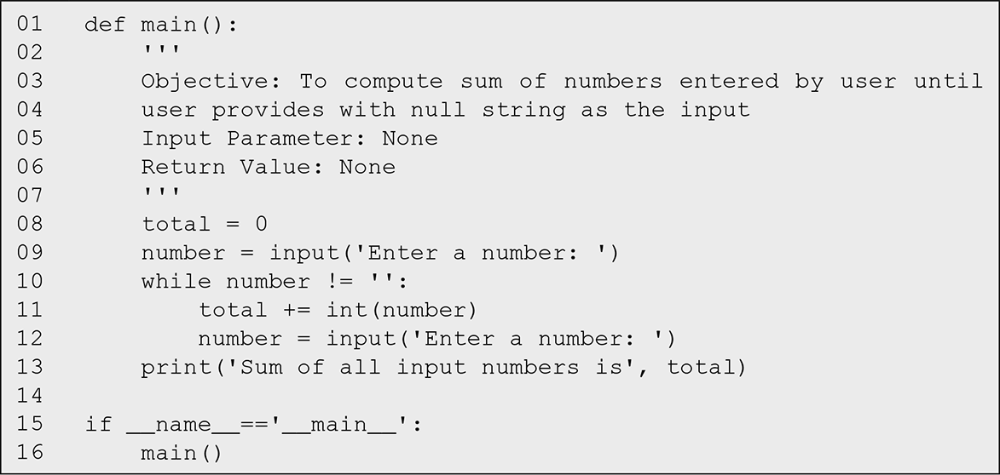 01 def main():
02     '''
03     Objective: To compute sum of numbers entered by user until
04     user provides with null string as the input
05     Input Parameter: None
06     Return Value: None
07     '''
08     total = 0
09     number = input('Enter a number: ')
10     while number != '':
11         total += int(number)
12         number = input('Enter a number: ')
13     print('Sum of all input numbers is', total)
14
15 if __name__=='__main__':
16     main()